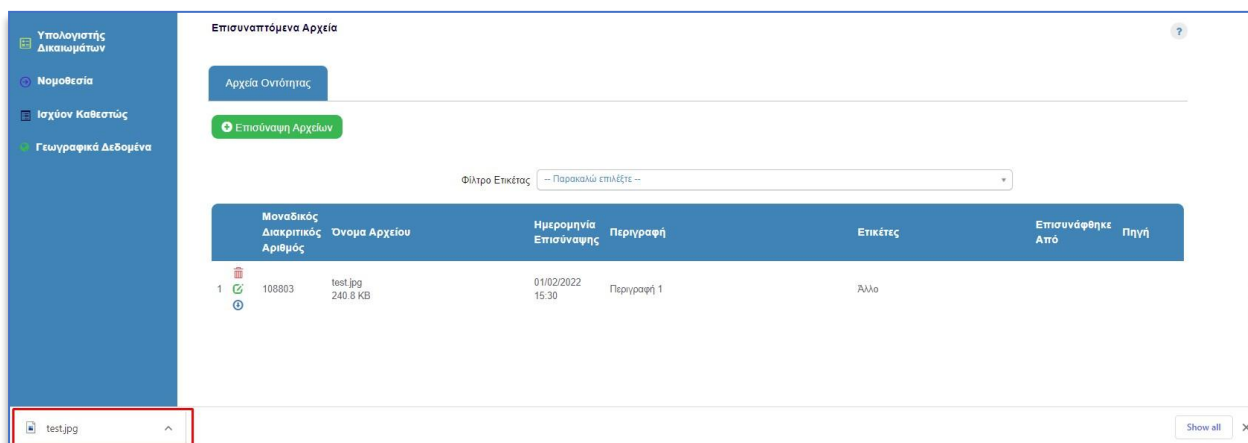 Υπολογιστής
Δικαιωμάτων
Νομοθεσία
Ισχύον Καθεστώς
Γεωγραφικά Δεδομένα
Επισυναπτόμενα Αρχεία
?
Αρχεία Οντότητας
Επισύναψη Αρχείων
Φίλτρο Ετικέτας -- Παρακαλώ επιλέξτε --
Μοναδικός Διακριτικός Αριθμός Όνομα Αρχείου Ημερομηνία Επισύναψης Περιγραφή Ετικέτες Επισυνάφθηκε Από Πηγή
1 108803 test.jpg 240.8 KB 01/02/2022 15:30 Περιγραφή 1 Άλλο
test.jpg
Show all